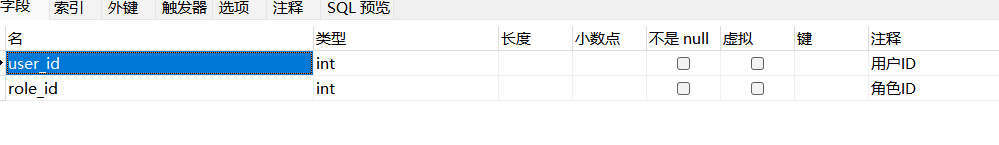 字段 索引 外键 触发器 选项 注释 SQL 预览
名 类型 长度 小数点 不是 null 虚拟 键 注释
user_id int 用户ID
role_id int 角色ID